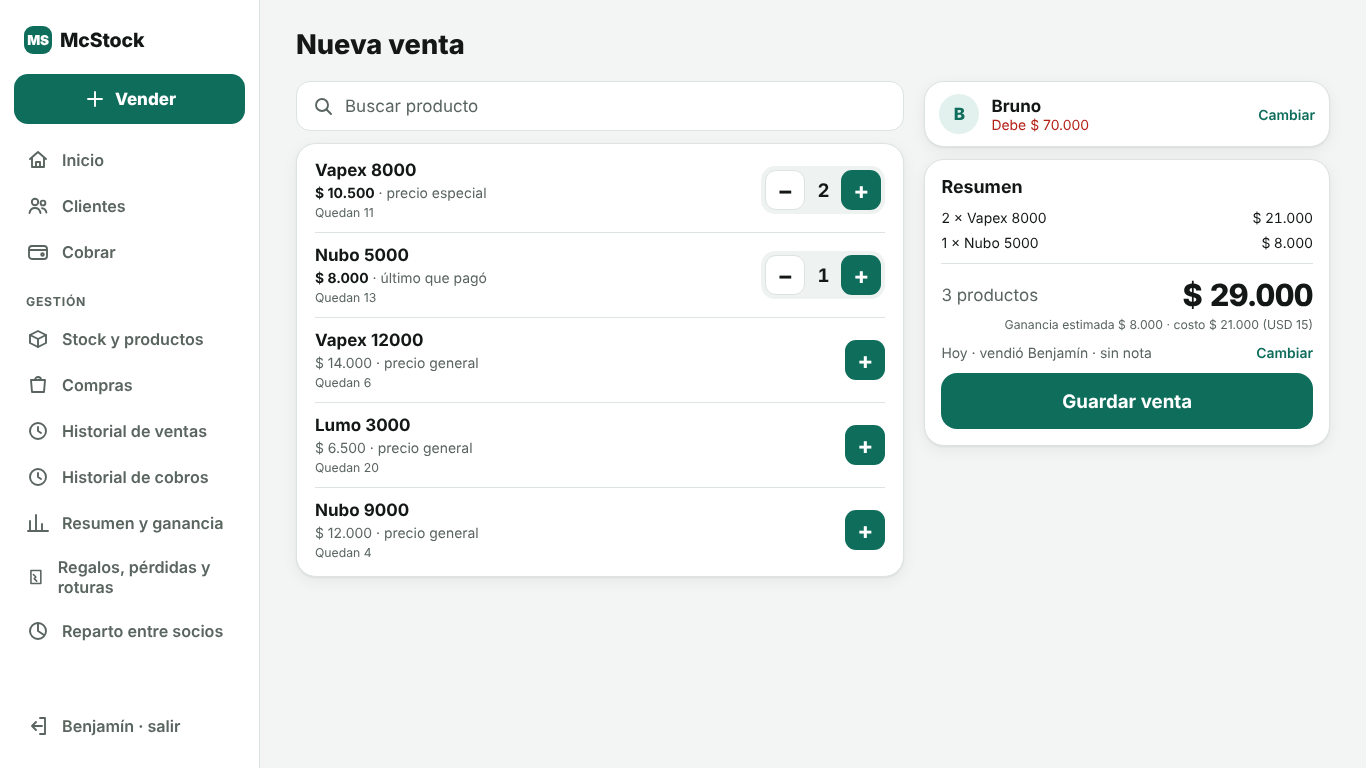 MS McStock
+ Vender
Inicio
Clientes
Cobrar
GESTIÓN
Stock y productos
Compras
Historial de ventas
Historial de cobros
Resumen y ganancia
Regalos, pérdidas y
roturas
Reparto entre socios
Benjamín · salir
Nueva venta
Buscar producto
Vapex 8000
$ 10.500 · precio especial
Quedan 11
− 2 +
Nubo 5000
$ 8.000 · último que pagó
Quedan 13
− 1 +
Vapex 12000
$ 14.000 · precio general
Quedan 6
+
Lumo 3000
$ 6.500 · precio general
Quedan 20
+
Nubo 9000
$ 12.000 · precio general
Quedan 4
+
B
Bruno
Debe $ 70.000
Cambiar
Resumen
2 × Vapex 8000 $ 21.000
1 × Nubo 5000 $ 8.000
3 productos $ 29.000
Ganancia estimada $ 8.000 · costo $ 21.000 (USD 15)
Hoy · vendió Benjamín · sin nota Cambiar
Guardar venta